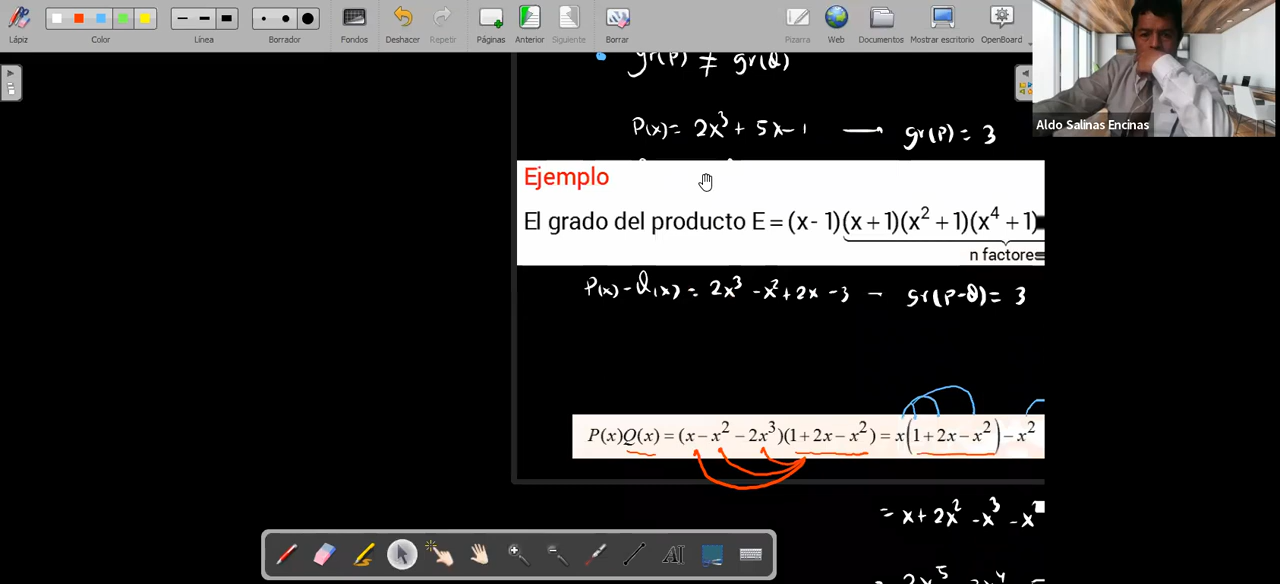 Lápiz Color Línea Borrador Fondos Deshacer Repetir Páginas Anterior Siguiente Borrar Pizarra Web Documentos Mostrar escritorio OpenBoard
Aldo Salinas Encinas
gr(P) ≠ gr(Q)
P(x) = 2x³ + 5x - 1 → gr(P) = 3
Ejemplo
El grado del producto E = (x - 1)(x + 1)(x² + 1)(x⁴ + 1)
n factore
P(x) - Q(x) = 2x³ - x² + 2x - 3 - gr(P-Q) = 3
P(x)Q(x) = (x - x² - 2x³)(1 + 2x - x²) = x(1 + 2x - x²) - x²
= x + 2x² - x³ - x
AI